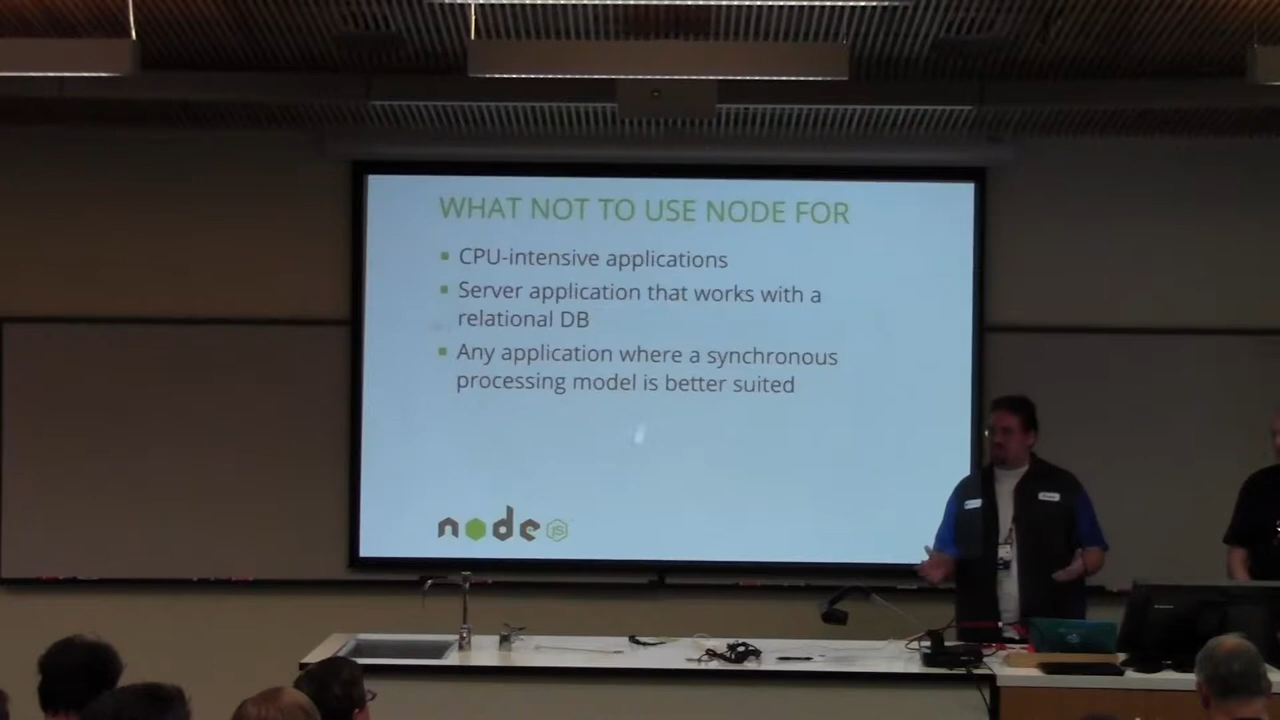 WHAT NOT TO USE NODE FOR
CPU-intensive applications
Server application that works with a
relational DB
Any application where a synchronous
processing model is better suited
node
JS